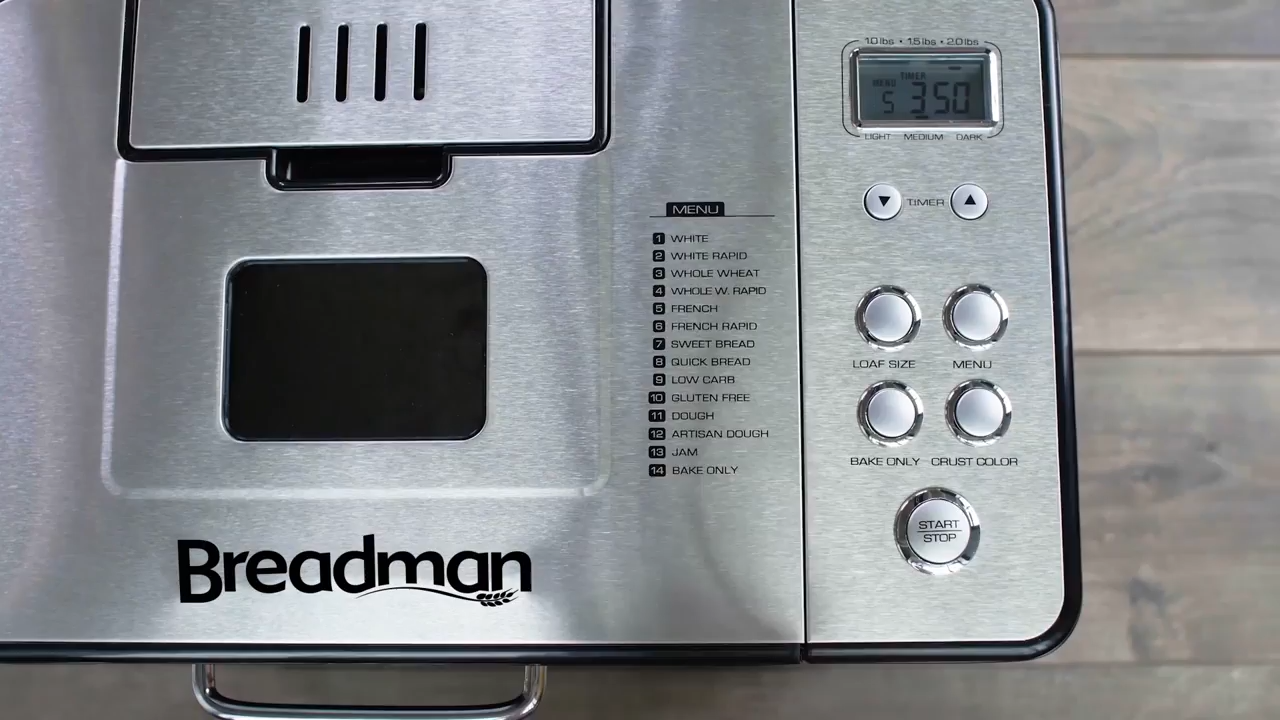 1.0 lbs • 1.5 lbs • 2.0 lbs
TIMER
MENU
5 3:50
LIGHT MEDIUM DARK
▼ TIMER ▲
MENU
1 WHITE
2 WHITE RAPID
3 WHOLE WHEAT
4 WHOLE W. RAPID
5 FRENCH
6 FRENCH RAPID
7 SWEET BREAD
8 QUICK BREAD
9 LOW CARB
10 GLUTEN FREE
11 DOUGH
12 ARTISAN DOUGH
13 JAM
14 BAKE ONLY
LOAF SIZE MENU
BAKE ONLY CRUST COLOR
START
STOP
Breadman